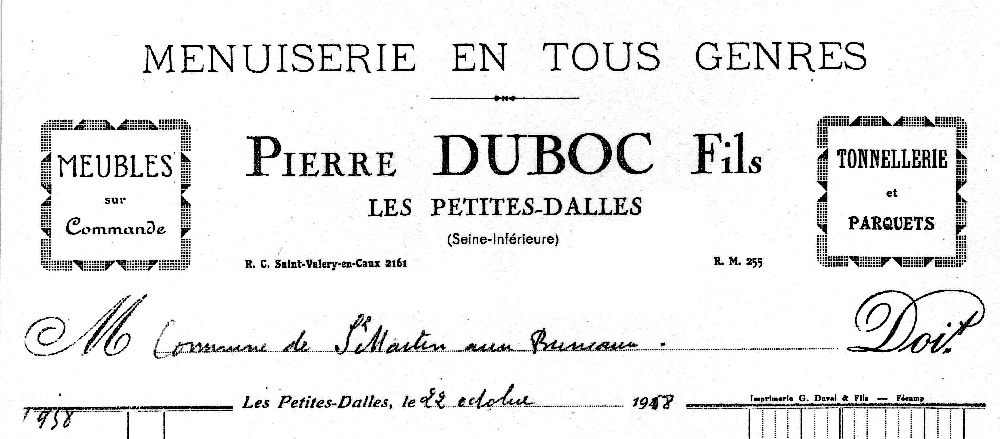 MENUISERIE EN TOUS GENRES
MEUBLES
sur
Commande
PIERRE DUBOC Fils
LES PETITES-DALLES
(Seine-Inférieure)
R. C. Saint-Valery-en-Caux 2161
R. M. 255
TONNELLERIE
et
PARQUETS
M Commune de St Martin aux Buneaux. Doit
Les Petites-Dalles, le 22 octobre 1938
Imprimerie G. Duval & Fils — Fécamp
1938